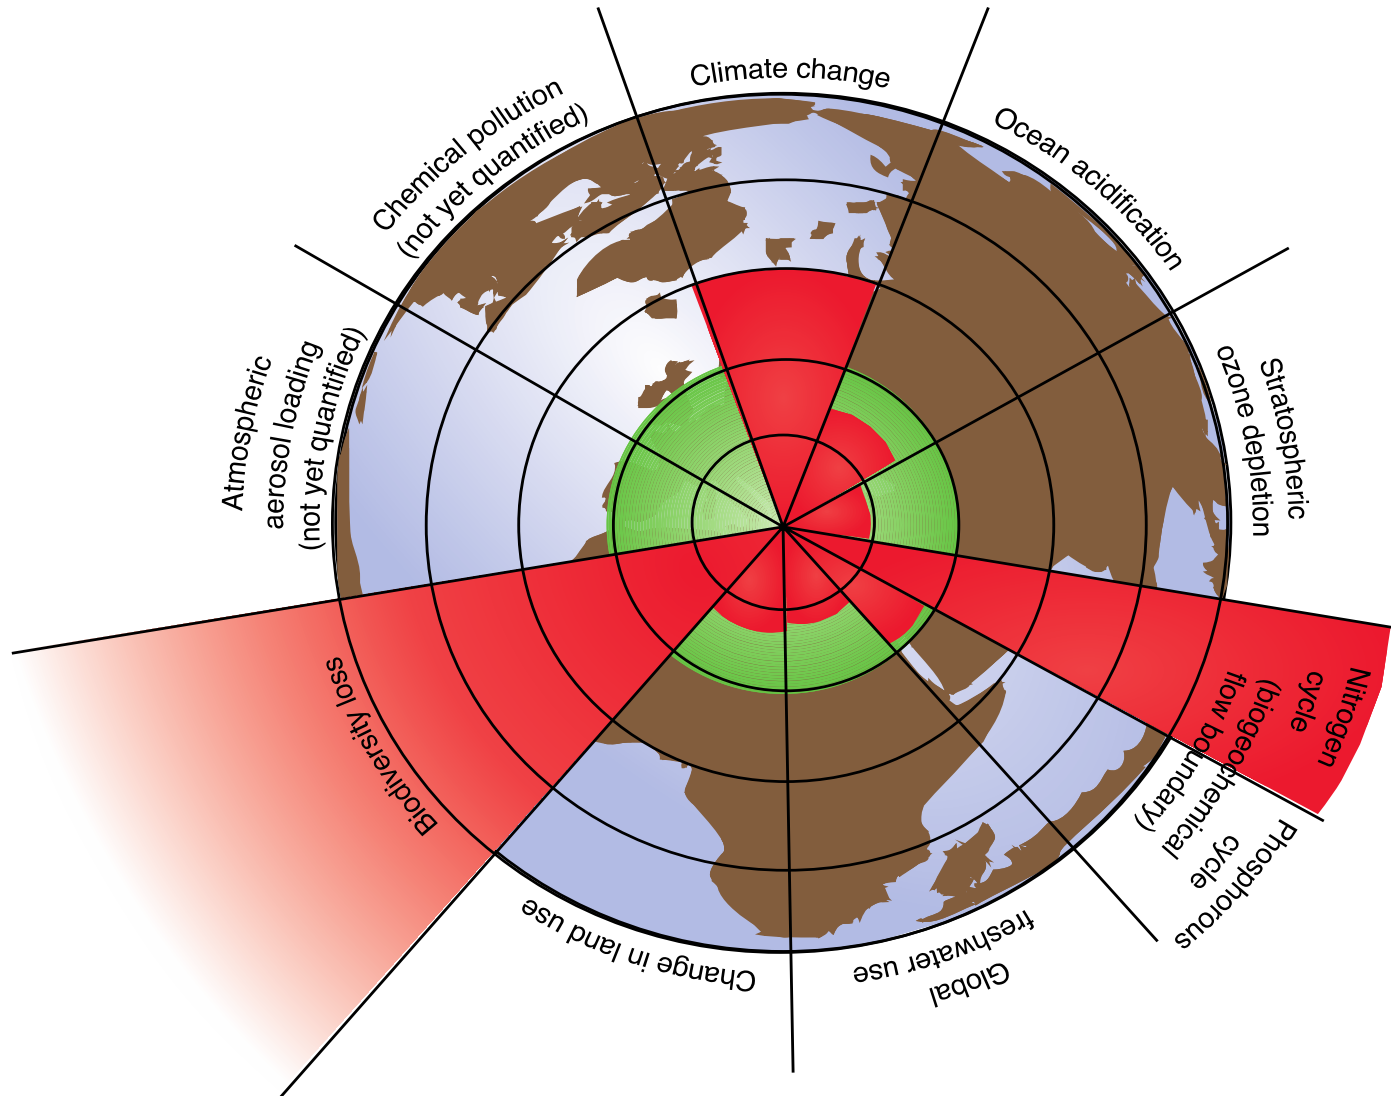 Climate change
Ocean acidification
Stratospheric
ozone depletion
Nitrogen
cycle
(biogeochemical
flow boundary)
Phosphorous
cycle
Global
freshwater use
Change in land use
Biodiversity loss
Atmospheric
aerosol loading
(not yet quantified)
Chemical pollution
(not yet quantified)